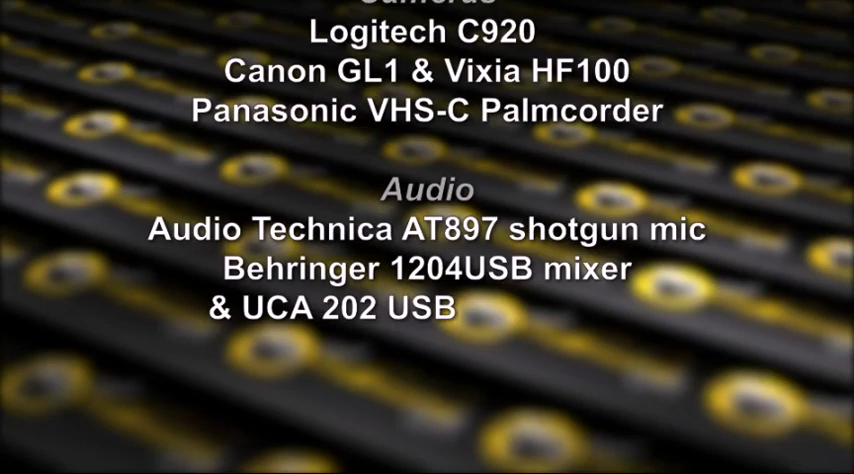 Cameras
Logitech C920
Canon GL1 & Vixia HF100
Panasonic VHS-C Palmcorder
Audio
Audio Technica AT897 shotgun mic
Behringer 1204USB mixer
& UCA 202 USB